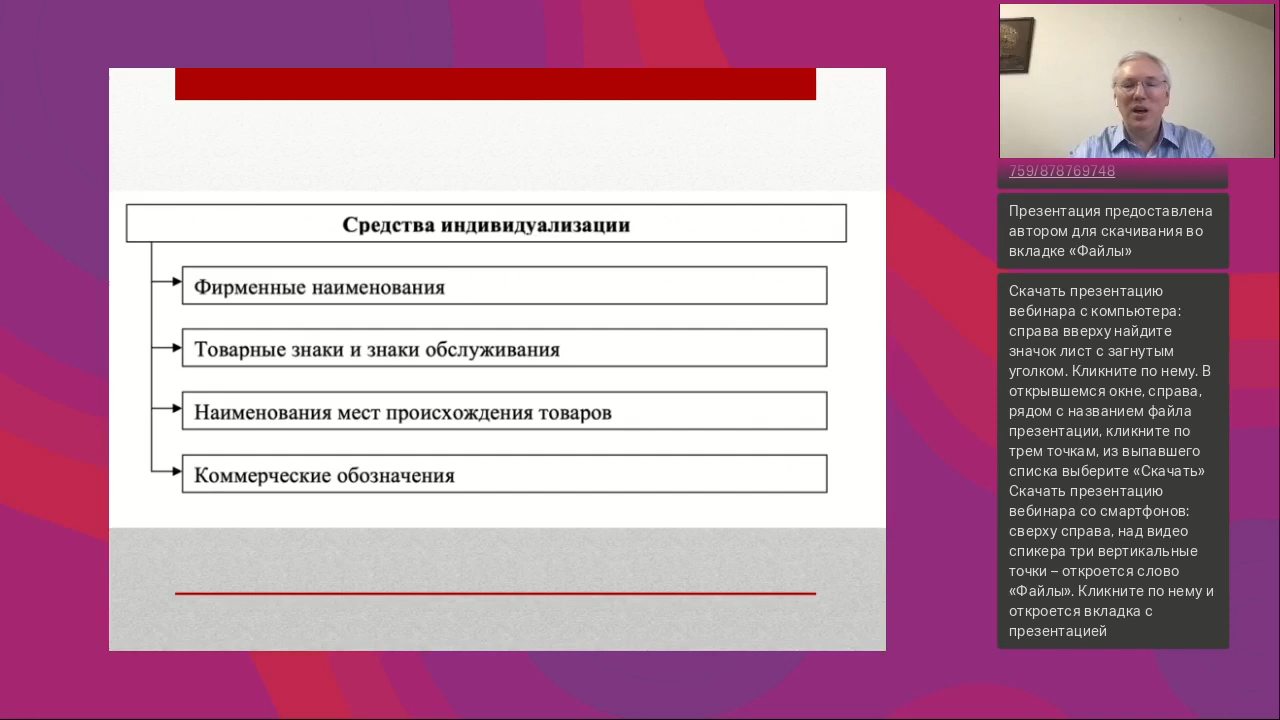 Средства индивидуализации
Фирменные наименования
Товарные знаки и знаки обслуживания
Наименования мест происхождения товаров
Коммерческие обозначения
759/878769748
Презентация предоставлена
автором для скачивания во
вкладке «Файлы»
Скачать презентацию
вебинара с компьютера:
справа вверху найдите
значок лист с загнутым
уголком. Кликните по нему. В
открывшемся окне, справа,
рядом с названием файла
презентации, кликните по
трем точкам, из выпавшего
списка выберите «Скачать»
Скачать презентацию
вебинара со смартфонов:
сверху справа, над видео
спикера три вертикальные
точки – откроется слово
«Файлы». Кликните по нему и
откроется вкладка с
презентацией